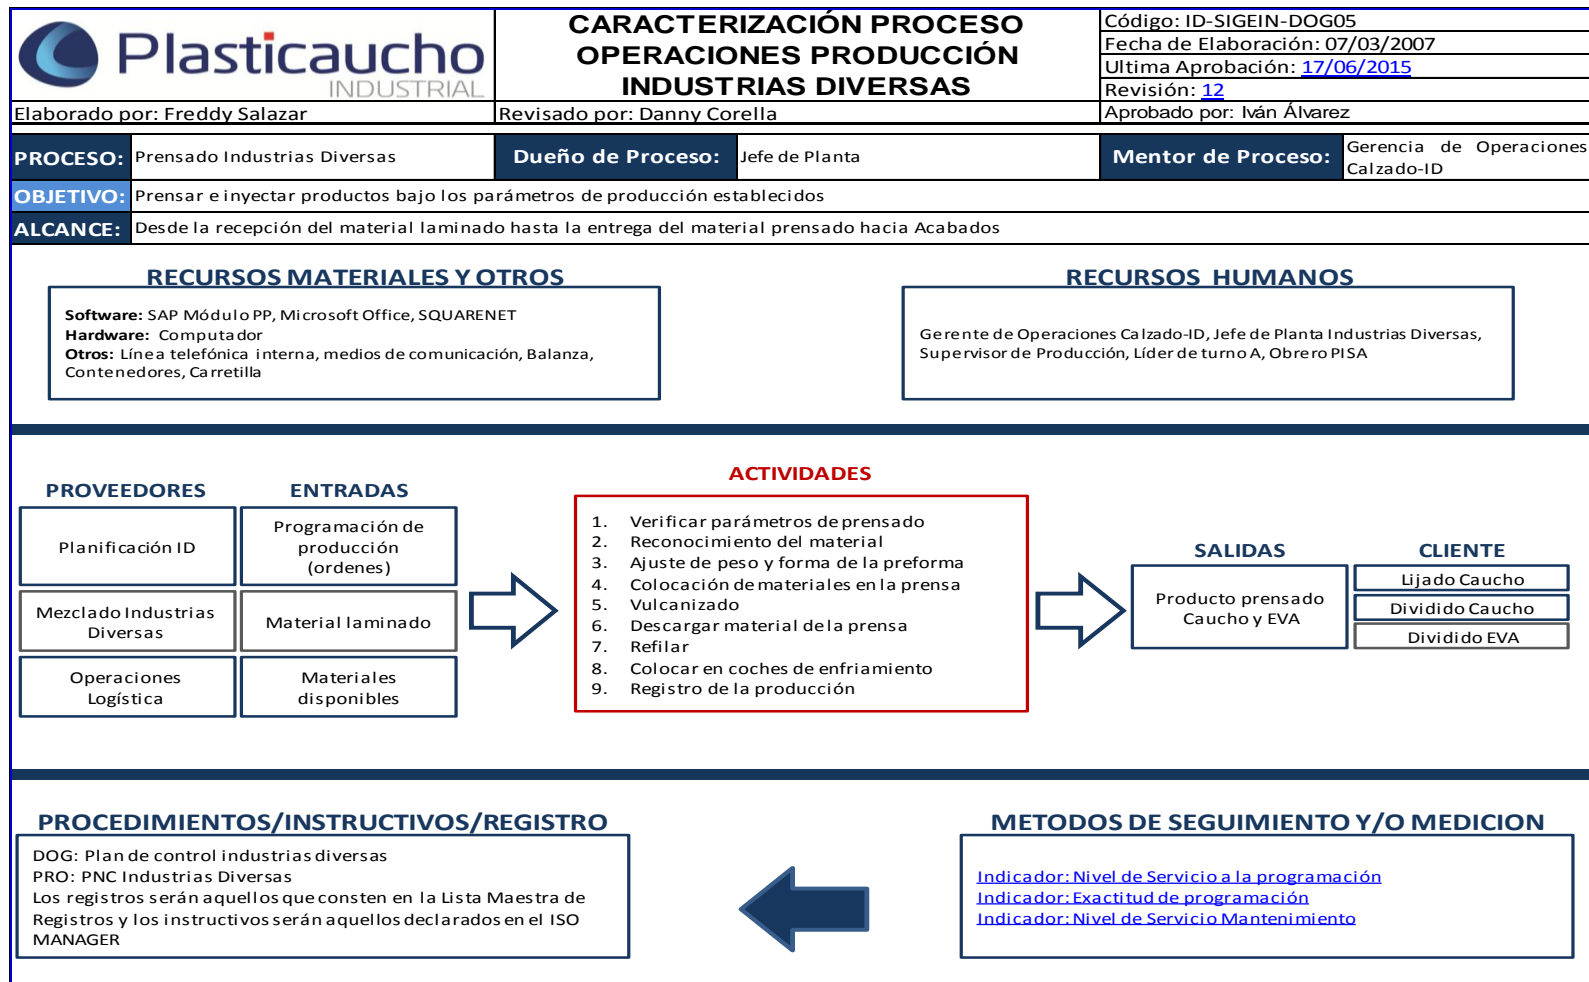 Plasticaucho
INDUSTRIAL
CARACTERIZACIÓN PROCESO
OPERACIONES PRODUCCIÓN
INDUSTRIAS DIVERSAS
Código: ID-SIGEIN-DOG05
Fecha de Elaboración: 07/03/2007
Ultima Aprobación: 17/06/2015
Revisión: 12
Elaborado por: Freddy Salazar
Revisado por: Danny Corella
Aprobado por: Iván Álvarez
PROCESO: Prensado Industrias Diversas
Dueño de Proceso: Jefe de Planta
Mentor de Proceso: Gerencia de Operaciones
Calzado-ID
OBJETIVO: Prensar e inyectar productos bajo los parámetros de producción establecidos
ALCANCE: Desde la recepción del material laminado hasta la entrega del material prensado hacia Acabados
RECURSOS MATERIALES Y OTROS
Software: SAP Módulo PP, Microsoft Office, SQUARENET
Hardware: Computador
Otros: Línea telefónica interna, medios de comunicación, Balanza,
Contenedores, Carretilla
RECURSOS HUMANOS
Gerente de Operaciones Calzado-ID, Jefe de Planta Industrias Diversas,
Supervisor de Producción, Líder de turno A, Obrero PISA
PROVEEDORES
Planificación ID
Mezclado Industrias
Diversas
Operaciones
Logística
ENTRADAS
Programación de
producción
(ordenes)
Material laminado
Materiales
disponibles
ACTIVIDADES
1. Verificar parámetros de prensado
2. Reconocimiento del material
3. Ajuste de peso y forma de la preforma
4. Colocación de materiales en la prensa
5. Vulcanizado
6. Descargar material de la prensa
7. Refilar
8. Colocar en coches de enfriamiento
9. Registro de la producción
SALIDAS
Producto prensado
Caucho y EVA
CLIENTE
Lijado Caucho
Dividido Caucho
Dividido EVA
PROCEDIMIENTOS/INSTRUCTIVOS/REGISTRO
DOG: Plan de control industrias diversas
PRO: PNC Industrias Diversas
Los registros serán aquellos que consten en la Lista Maestra de
Registros y los instructivos serán aquellos declarados en el ISO
MANAGER
METODOS DE SEGUIMIENTO Y/O MEDICION
Indicador: Nivel de Servicio a la programación
Indicador: Exactitud de programación
Indicador: Nivel de Servicio Mantenimiento